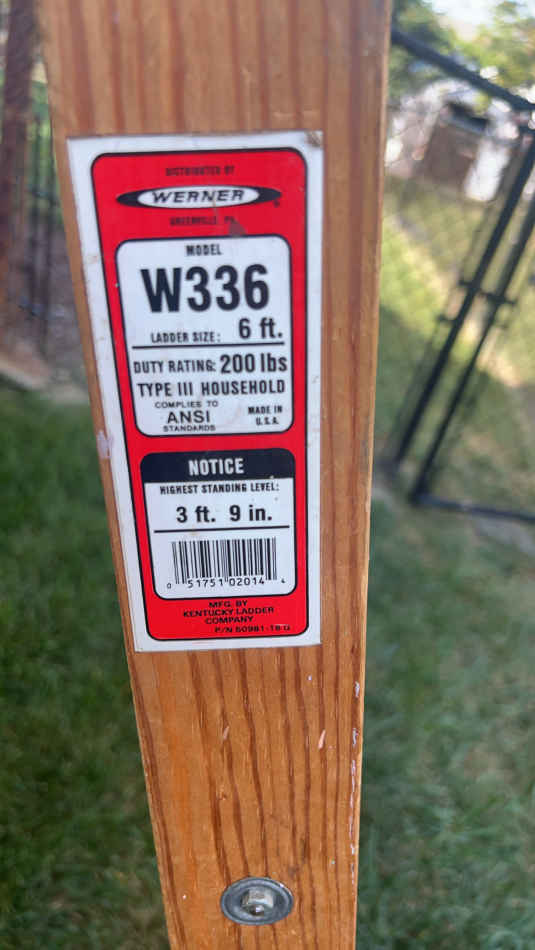 DISTRIBUTED BY
WERNER
GREENVILLE, PA
MODEL
W336
LADDER SIZE: 6 ft.
DUTY RATING: 200 lbs
TYPE III HOUSEHOLD
COMPLIES TO
ANSI
STANDARDS
MADE IN
U.S.A.
NOTICE
HIGHEST STANDING LEVEL:
3 ft. 9 in.
0 51751 02014 4
MFG. BY
KENTUCKY LADDER
COMPANY
P/N